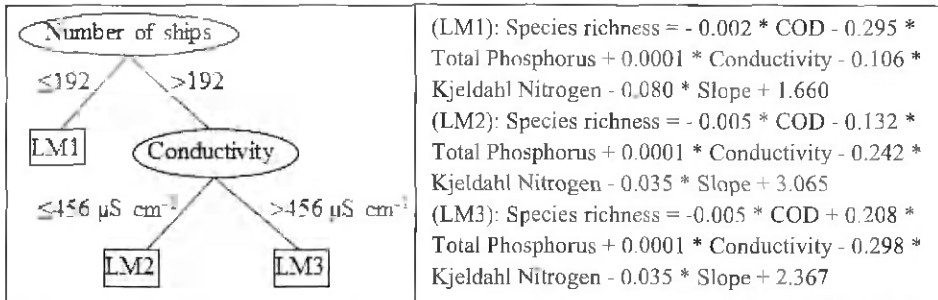 Number of ships
≤192
>192
LM1
Conductivity
≤456 μS cm⁻¹
>456 μS cm⁻¹
LM2
LM3
(LM1): Species richness = - 0.002 * COD - 0.295 *
Total Phosphorus + 0.0001 * Conductivity - 0.106 *
Kjeldahl Nitrogen - 0.080 * Slope + 1.660
(LM2): Species richness = - 0.005 * COD - 0.132 *
Total Phosphorus + 0.0001 * Conductivity - 0.242 *
Kjeldahl Nitrogen - 0.035 * Slope + 3.065
(LM3): Species richness = -0.005 * COD + 0.208 *
Total Phosphorus + 0.0001 * Conductivity - 0.298 *
Kjeldahl Nitrogen - 0.035 * Slope + 2.367